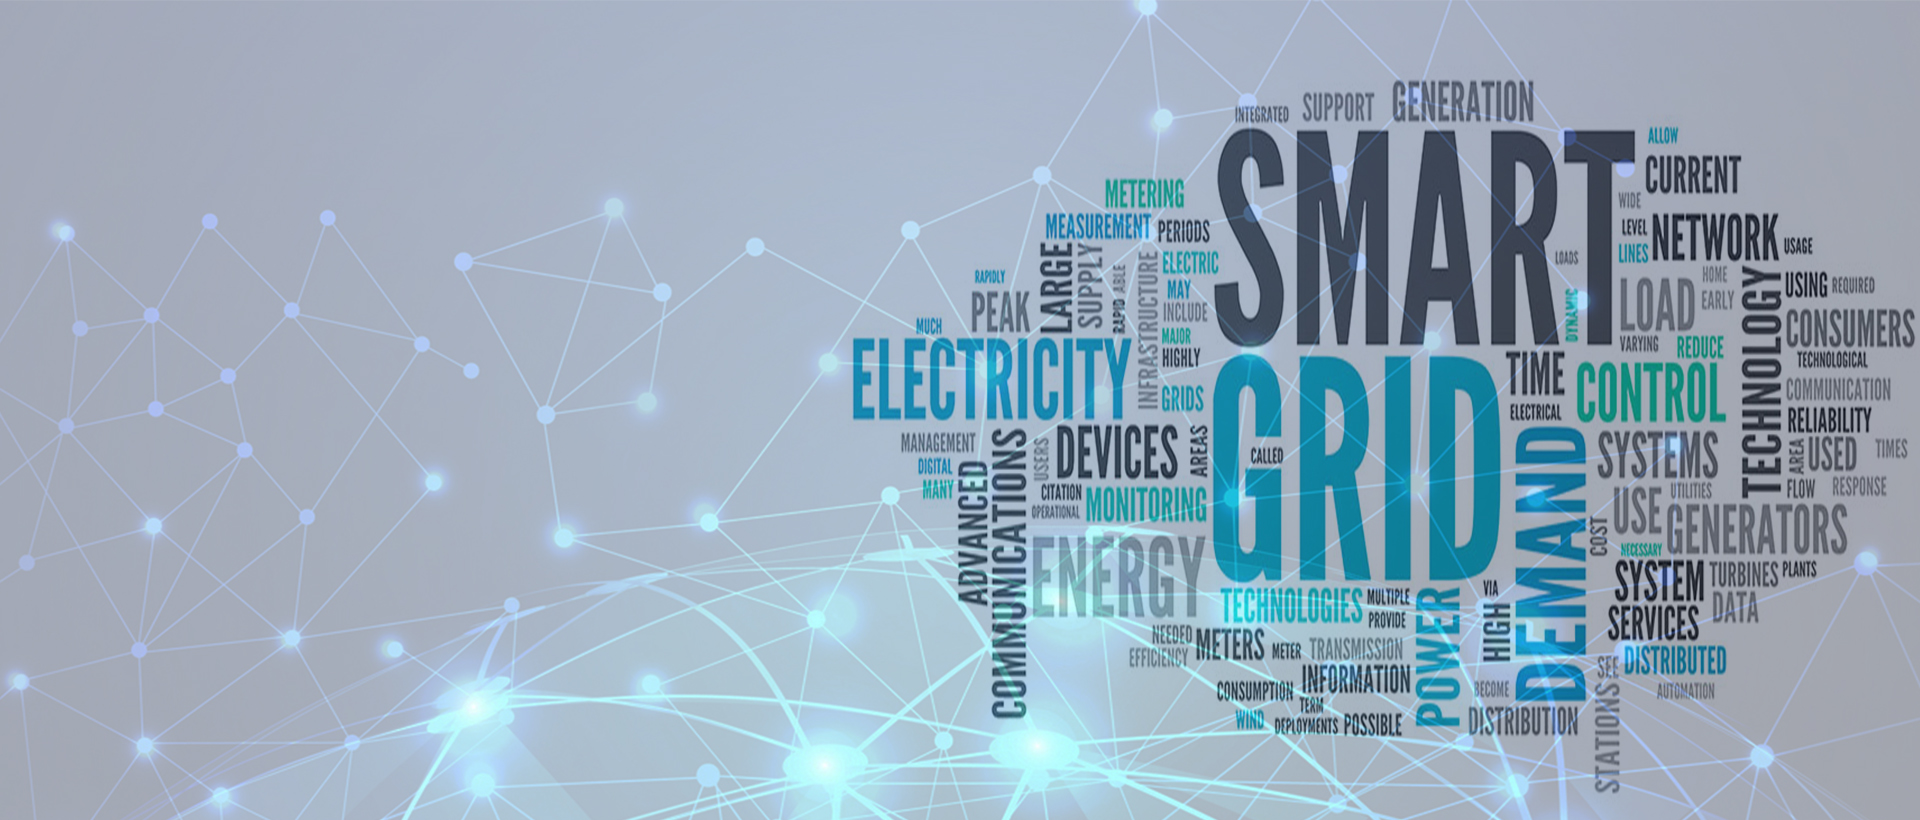 INTEGRATED SUPPORT GENERATION
SMART
ALLOW
CURRENT
WIDE
LEVEL NETWORK USAGE
LINES
METERING
MEASUREMENT PERIODS
LARGE
SUPPLY
ABLE
RAPID
INFRASTRUCTURE
ELECTRIC
MAY
INCLUDE
MAJOR
HIGHLY
GRIDS
RAPIDLY
PEAK
MUCH
ELECTRICITY
LOADS
DYNAMIC
LOAD
HOME
EARLY
VARYING REDUCE
TECHNOLOGY
USING REQUIRED
CONSUMERS
TECHNOLOGICAL
COMMUNICATION
RELIABILITY
AREA
USED TIMES
FLOW RESPONSE
GRID
TIME
ELECTRICAL
CONTROL
MANAGEMENT
DIGITAL
MANY
ADVANCED
COMMUNICATIONS
USERS
DEVICES
AREAS
CALLED
CITATION
OPERATIONAL
MONITORING
ENERGY
DEMAND
SYSTEMS
UTILITIES
USE
COST
GENERATORS
NECESSARY
SYSTEM TURBINES PLANTS
SERVICES DATA
SEE DISTRIBUTED
AUTOMATION
STATIONS
TECHNOLOGIES MULTIPLE
PROVIDE
POWER
VIA
HIGH
NEEDED METERS METER TRANSMISSION
EFFICIENCY
INFORMATION
CONSUMPTION
TERM
BECOME
WIND DEPLOYMENTS POSSIBLE
DISTRIBUTION